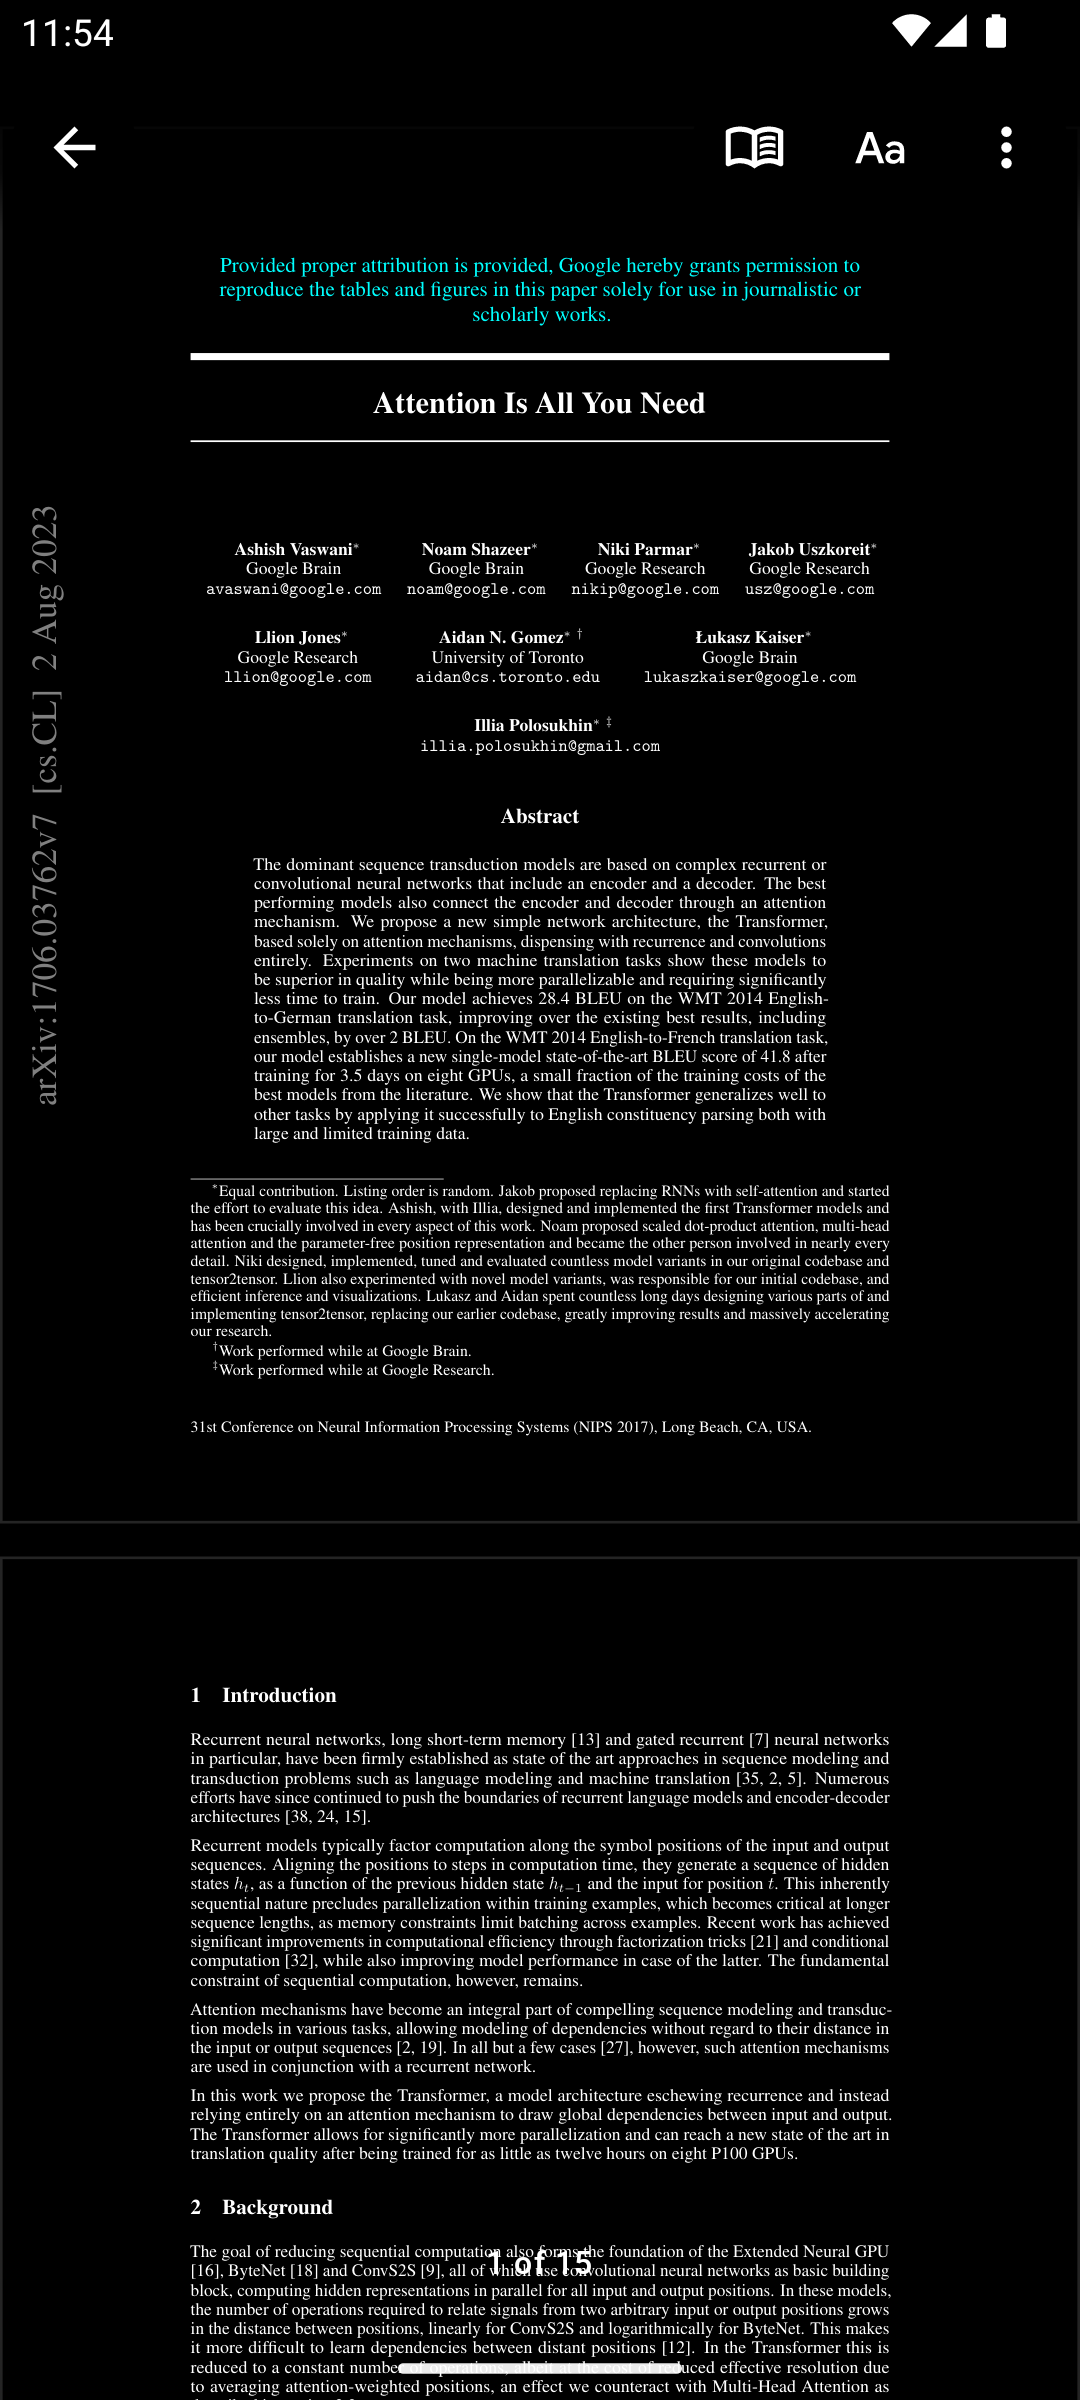 11:54
Aa
Provided proper attribution is provided, Google hereby grants permission to
reproduce the tables and figures in this paper solely for use in journalistic or
scholarly works.
Attention Is All You Need
arXiv:1706.03762v7 [cs.CL] 2 Aug 2023
Ashish Vaswani* Noam Shazeer* Niki Parmar* Jakob Uszkoreit*
Google Brain Google Brain Google Research Google Research
avaswani@google.com noam@google.com nikip@google.com usz@google.com
Llion Jones* Aidan N. Gomez* † Łukasz Kaiser*
Google Research University of Toronto Google Brain
llion@google.com aidan@cs.toronto.edu lukaszkaiser@google.com
Illia Polosukhin* ‡
illia.polosukhin@gmail.com
Abstract
The dominant sequence transduction models are based on complex recurrent or
convolutional neural networks that include an encoder and a decoder. The best
performing models also connect the encoder and decoder through an attention
mechanism. We propose a new simple network architecture, the Transformer,
based solely on attention mechanisms, dispensing with recurrence and convolutions
entirely. Experiments on two machine translation tasks show these models to
be superior in quality while being more parallelizable and requiring significantly
less time to train. Our model achieves 28.4 BLEU on the WMT 2014 English-
to-German translation task, improving over the existing best results, including
ensembles, by over 2 BLEU. On the WMT 2014 English-to-French translation task,
our model establishes a new single-model state-of-the-art BLEU score of 41.8 after
training for 3.5 days on eight GPUs, a small fraction of the training costs of the
best models from the literature. We show that the Transformer generalizes well to
other tasks by applying it successfully to English constituency parsing both with
large and limited training data.
*Equal contribution. Listing order is random. Jakob proposed replacing RNNs with self-attention and started
the effort to evaluate this idea. Ashish, with Illia, designed and implemented the first Transformer models and
has been crucially involved in every aspect of this work. Noam proposed scaled dot-product attention, multi-head
attention and the parameter-free position representation and became the other person involved in nearly every
detail. Niki designed, implemented, tuned and evaluated countless model variants in our original codebase and
tensor2tensor. Llion also experimented with novel model variants, was responsible for our initial codebase, and
efficient inference and visualizations. Lukasz and Aidan spent countless long days designing various parts of and
implementing tensor2tensor, replacing our earlier codebase, greatly improving results and massively accelerating
our research.
†Work performed while at Google Brain.
‡Work performed while at Google Research.
31st Conference on Neural Information Processing Systems (NIPS 2017), Long Beach, CA, USA.
1 Introduction
Recurrent neural networks, long short-term memory [13] and gated recurrent [7] neural networks
in particular, have been firmly established as state of the art approaches in sequence modeling and
transduction problems such as language modeling and machine translation [35, 2, 5]. Numerous
efforts have since continued to push the boundaries of recurrent language models and encoder-decoder
architectures [38, 24, 15].
Recurrent models typically factor computation along the symbol positions of the input and output
sequences. Aligning the positions to steps in computation time, they generate a sequence of hidden
states hₜ, as a function of the previous hidden state hₜ₋₁ and the input for position t. This inherently
sequential nature precludes parallelization within training examples, which becomes critical at longer
sequence lengths, as memory constraints limit batching across examples. Recent work has achieved
significant improvements in computational efficiency through factorization tricks [21] and conditional
computation [32], while also improving model performance in case of the latter. The fundamental
constraint of sequential computation, however, remains.
Attention mechanisms have become an integral part of compelling sequence modeling and transduc-
tion models in various tasks, allowing modeling of dependencies without regard to their distance in
the input or output sequences [2, 19]. In all but a few cases [27], however, such attention mechanisms
are used in conjunction with a recurrent network.
In this work we propose the Transformer, a model architecture eschewing recurrence and instead
relying entirely on an attention mechanism to draw global dependencies between input and output.
The Transformer allows for significantly more parallelization and can reach a new state of the art in
translation quality after being trained for as little as twelve hours on eight P100 GPUs.
2 Background
The goal of reducing sequential computation also forms the foundation of the Extended Neural GPU
1 of 15
[16], ByteNet [18] and ConvS2S [9], all of which use convolutional neural networks as basic building
block, computing hidden representations in parallel for all input and output positions. In these models,
the number of operations required to relate signals from two arbitrary input or output positions grows
in the distance between positions, linearly for ConvS2S and logarithmically for ByteNet. This makes
it more difficult to learn dependencies between distant positions [12]. In the Transformer this is
reduced to a constant number of operations, albeit at the cost of reduced effective resolution due
to averaging attention-weighted positions, an effect we counteract with Multi-Head Attention as